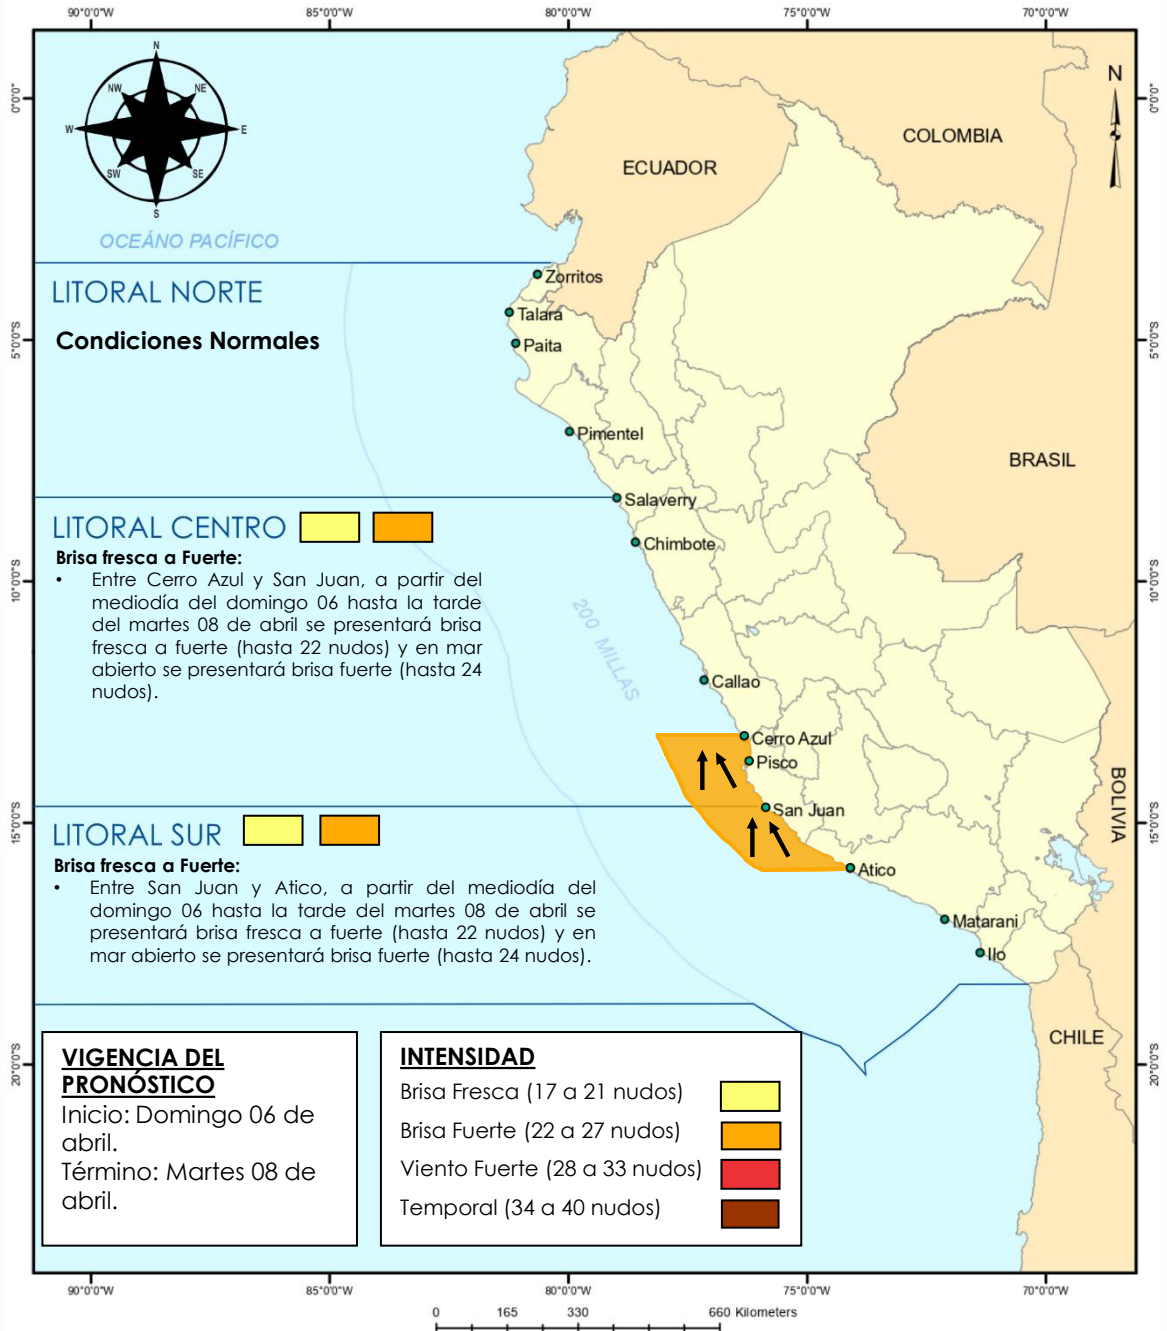 90°0'0"W 85°0'0"W 80°0'0"W 75°0'0"W 70°0'0"W
N
NW NE
W E
SW SE
S
N
0°0'0" 0°0'0"
COLOMBIA
ECUADOR
OCEÁNO PACÍFICO
LITORAL NORTE
Zorritos
Talara
Condiciones Normales
Paita
5°0'0"S 5°0'0"S
Pimentel
BRASIL
Salaverry
LITORAL CENTRO
Chimbote
Brisa fresca a Fuerte:
• Entre Cerro Azul y San Juan, a partir del
mediodía del domingo 06 hasta la tarde
del martes 08 de abril se presentará brisa
fresca a fuerte (hasta 22 nudos) y en mar
abierto se presentará brisa fuerte (hasta 24
nudos).
10°0'0"S 10°0'0"S
200 MILLAS
Callao
Cerro Azul
Pisco
San Juan
BOLIVIA
15°0'0"S 15°0'0"S
LITORAL SUR
Brisa fresca a Fuerte:
• Entre San Juan y Atico, a partir del mediodía del
domingo 06 hasta la tarde del martes 08 de abril se
presentará brisa fresca a fuerte (hasta 22 nudos) y en
mar abierto se presentará brisa fuerte (hasta 24 nudos).
Atico
Matarani
Ilo
CHILE
20°0'0"S 20°0'0"S
VIGENCIA DEL
PRONÓSTICO
Inicio: Domingo 06 de
abril.
Término: Martes 08 de
abril.
INTENSIDAD
Brisa Fresca (17 a 21 nudos)
Brisa Fuerte (22 a 27 nudos)
Viento Fuerte (28 a 33 nudos)
Temporal (34 a 40 nudos)
90°0'0"W 85°0'0"W 80°0'0"W 75°0'0"W 70°0'0"W
0 165 330 660 Kilometers